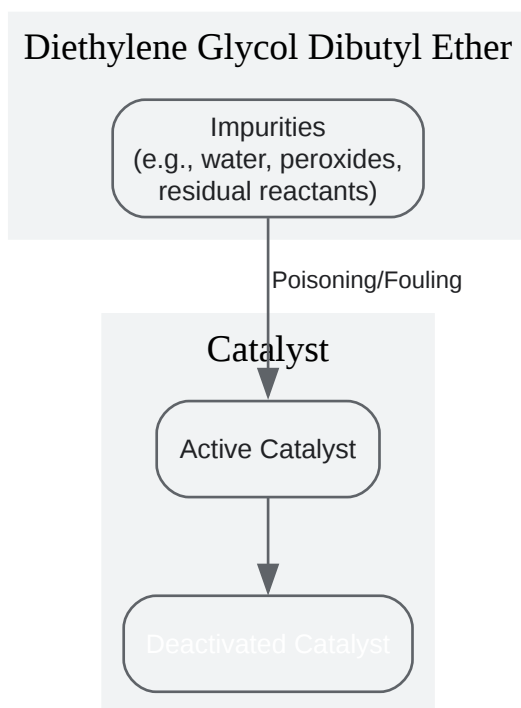 Diethylene Glycol Dibutyl Ether
Impurities
(e.g., water, peroxides,
residual reactants)
Poisoning/Fouling
Catalyst
Active Catalyst
Deactivated Catalyst